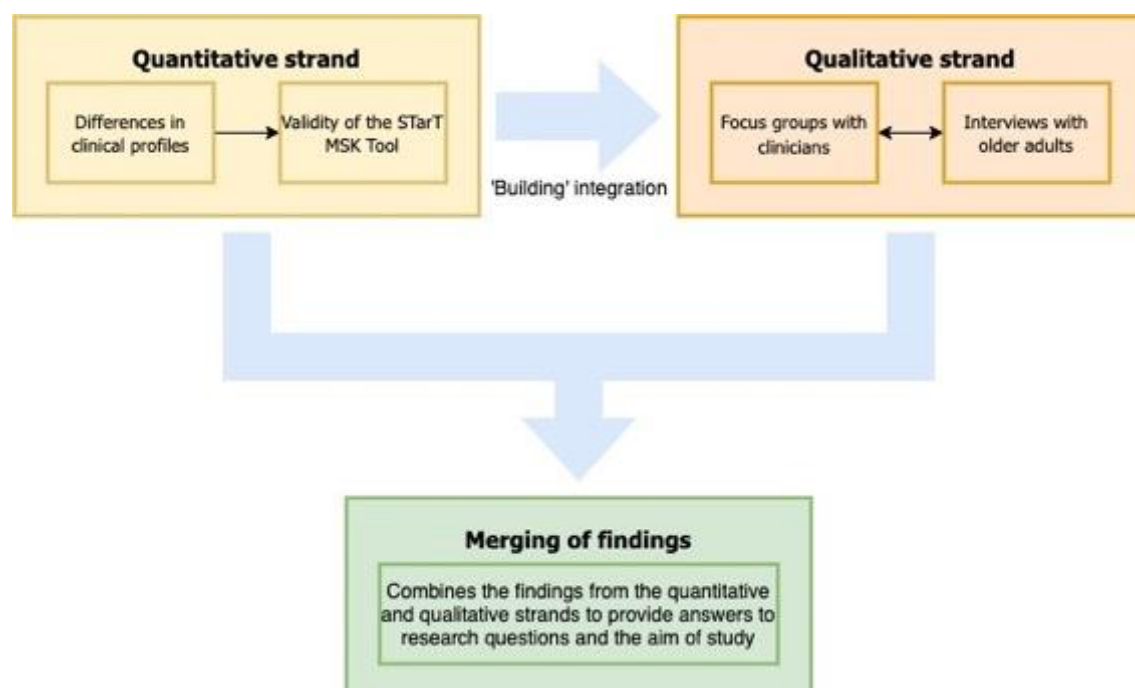 Quantitative strand
Differences in
clinical profiles
Validity of the STarT
MSK Tool
'Building' integration
Qualitative strand
Focus groups with
clinicians
Interviews with
older adults
Merging of findings
Combines the findings from the quantitative
and qualitative strands to provide answers to
research questions and the aim of study